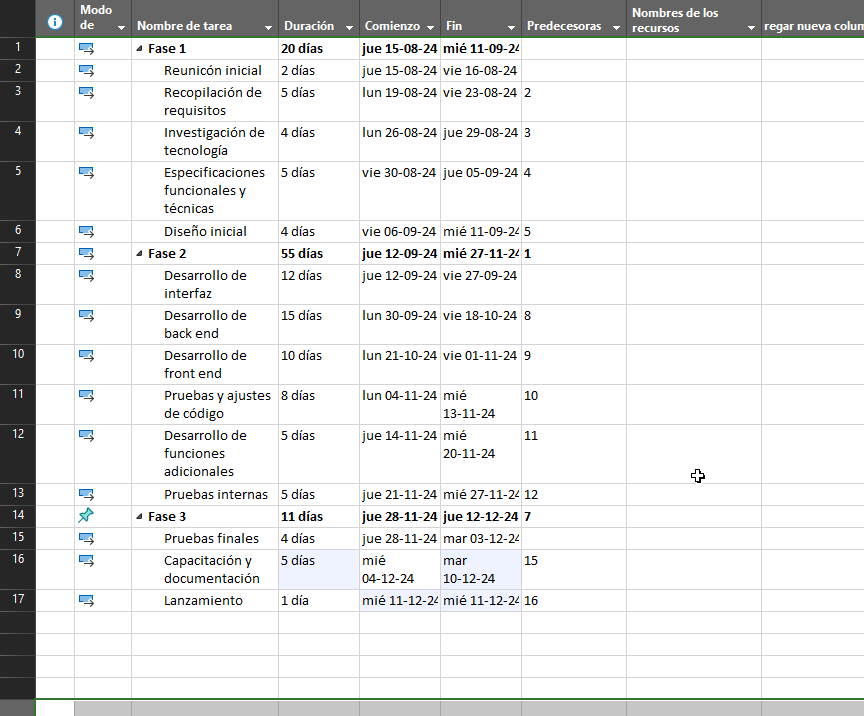 Modo de Nombre de tarea Duración Comienzo Fin Predecesoras Nombres de los recursos regar nueva colum
1 Fase 1 20 días jue 15-08-24 mié 11-09-24
2 Reunicón inicial 2 días jue 15-08-24 vie 16-08-24
3 Recopilación de requisitos 5 días lun 19-08-24 vie 23-08-24 2
4 Investigación de tecnología 4 días lun 26-08-24 jue 29-08-24 3
5 Especificaciones funcionales y técnicas 5 días vie 30-08-24 jue 05-09-24 4
6 Diseño inicial 4 días vie 06-09-24 mié 11-09-24 5
7 Fase 2 55 días jue 12-09-24 mié 27-11-24 1
8 Desarrollo de interfaz 12 días jue 12-09-24 vie 27-09-24
9 Desarrollo de back end 15 días lun 30-09-24 vie 18-10-24 8
10 Desarrollo de front end 10 días lun 21-10-24 vie 01-11-24 9
11 Pruebas y ajustes de código 8 días lun 04-11-24 mié 13-11-24 10
12 Desarrollo de funciones adicionales 5 días jue 14-11-24 mié 20-11-24 11
13 Pruebas internas 5 días jue 21-11-24 mié 27-11-24 12
14 Fase 3 11 días jue 28-11-24 jue 12-12-24 7
15 Pruebas finales 4 días jue 28-11-24 mar 03-12-24
16 Capacitación y documentación 5 días mié 04-12-24 mar 10-12-24 15
17 Lanzamiento 1 día mié 11-12-24 mié 11-12-24 16